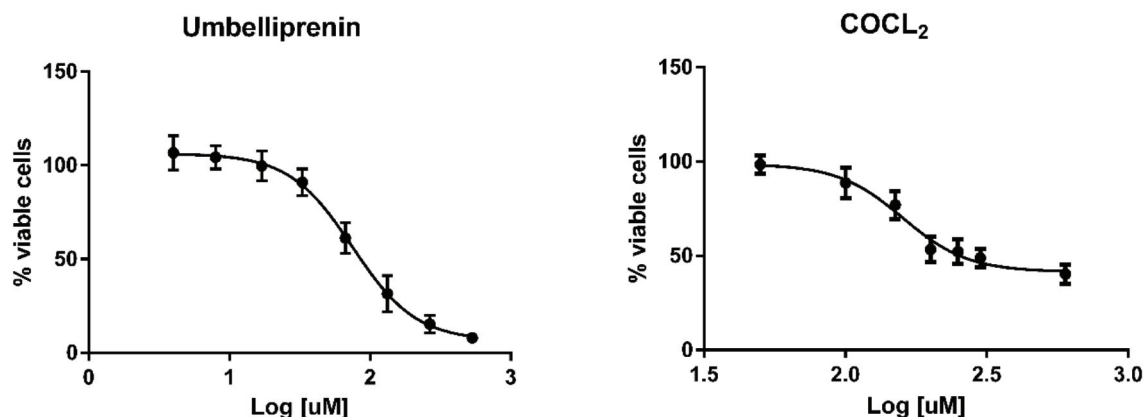 Umbelliprenin
% viable cells
150
100
50
0
0 1 2 3
Log [uM]
COCL₂
% viable cells
150
100
50
0
1.5 2.0 2.5 3.0
Log [uM]